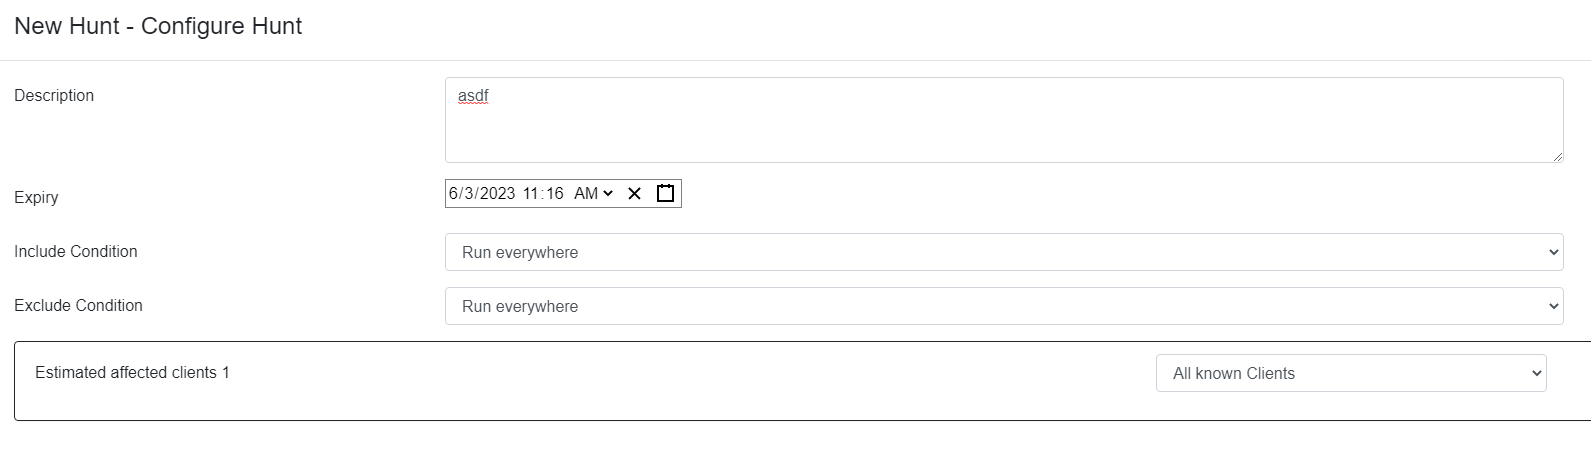 New Hunt - Configure Hunt
Description
asdf
Expiry
6/3/2023 11:16 AM
Include Condition
Run everywhere
Exclude Condition
Run everywhere
Estimated affected clients 1
All known Clients